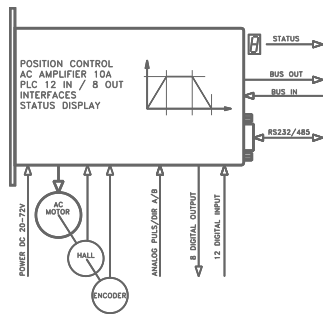 POSITION CONTROL
AC AMPLIFIER 10A
PLC 12 IN / 8 OUT
INTERFACES
STATUS DISPLAY
STATUS
BUS OUT
BUS IN
RS232/485
POWER DC 20-72V
AC
MOTOR
HALL
ENCODER
ANALOG PULS/DIR A/B
8 DIGITAL OUTPUT
12 DIGITAL INPUT